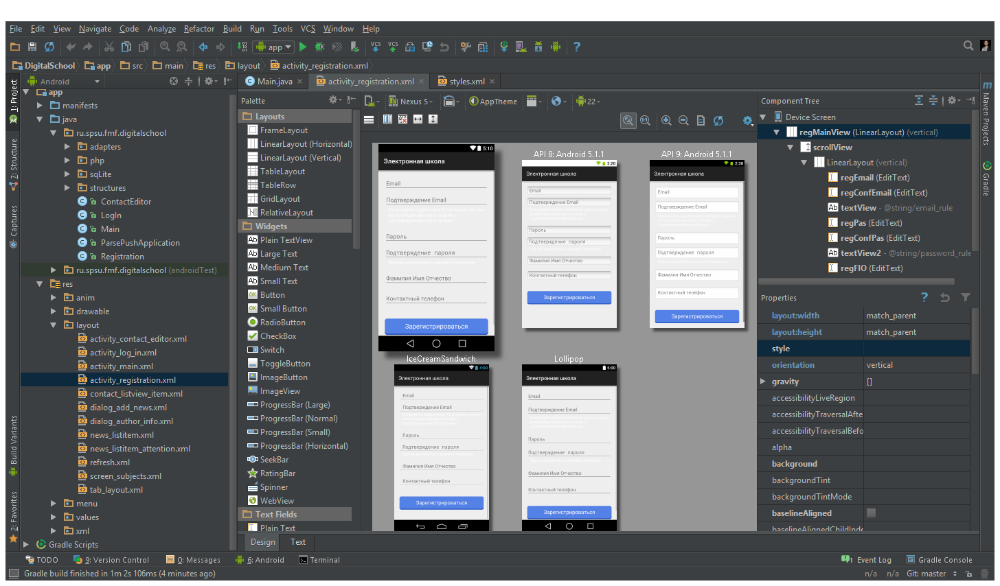 File Edit View Navigate Code Analyze Refactor Build Run Tools VCS Window Help
app
DigitalSchool app src main res layout activity_registration.xml
1: Project
7: Structure
Captures
Build Variants
2: Favorites
Android
app
manifests
java
ru.spsu.fmf.digitalschool
adapters
php
sqLite
structures
ContactEditor
LogIn
Main
ParsePushApplication
Registration
ru.spsu.fmf.digitalschool (androidTest)
res
anim
drawable
layout
activity_contact_editor.xml
activity_log_in.xml
activity_main.xml
activity_registration.xml
contact_listview_item.xml
dialog_add_news.xml
dialog_author_info.xml
news_listitem.xml
news_listitem_attention.xml
refresh.xml
screen_subjects.xml
tab_layout.xml
menu
values
xml
Gradle Scripts
Main.java activity_registration.xml styles.xml
Palette
Layouts
FrameLayout
LinearLayout (Horizontal)
LinearLayout (Vertical)
TableLayout
TableRow
GridLayout
RelativeLayout
Widgets
Plain TextView
Large Text
Medium Text
Small Text
Button
Small Button
RadioButton
CheckBox
Switch
ToggleButton
ImageButton
ImageView
ProgressBar (Large)
ProgressBar (Normal)
ProgressBar (Small)
ProgressBar (Horizontal)
SeekBar
RatingBar
Spinner
WebView
Text Fields
Plain Text
Design Text
Nexus 5 AppTheme 22
5:10
Электронная школа
Email
Подтверждение Email
Пароль
Подтверждение пароля
Фамилия Имя Отчество
Контактный телефон
Зарегистрироваться
API 8: Android 5.1.1
2:20
Электронная школа
Email
Подтверждение Email
Пароль
Подтверждение пароля
Фамилия Имя Отчество
Контактный телефон
Зарегистрироваться
API 9: Android 5.1.1
2:30
Электронная школа
Email
Подтверждение Email
Пароль
Подтверждение пароля
Фамилия Имя Отчество
Контактный телефон
Зарегистрироваться
IceCreamSandwich
4:00
Электронная школа
Email
Подтверждение Email
Пароль
Подтверждение пароля
Фамилия Имя Отчество
Контактный телефон
Зарегистрироваться
Lollipop
5:00
Электронная школа
Email
Подтверждение Email
Пароль
Подтверждение пароля
Фамилия Имя Отчество
Контактный телефон
Зарегистрироваться
Component Tree
Device Screen
regMainView (LinearLayout) (vertical)
scrollView
LinearLayout (vertical)
regEmail (EditText)
regConfEmail (EditText)
Ab textView - @string/email_rule
regPas (EditText)
regConfPas (EditText)
Ab textView2 - @string/password_rule
regFIO (EditText)
Properties
layout:width match_parent
layout:height match_parent
style
orientation vertical
gravity []
accessibilityLiveRegion
accessibilityTraversalAfte
accessibilityTraversalBefo
alpha
background
backgroundTint
backgroundTintMode
baselineAligned
baselineAlignedChildInde
Maven Projects
Gradle
TODO 9: Version Control 0: Messages 6: Android Terminal 1 Event Log Gradle Console
Gradle build finished in 1m 2s 106ms (4 minutes ago) n/a n/a Git: master